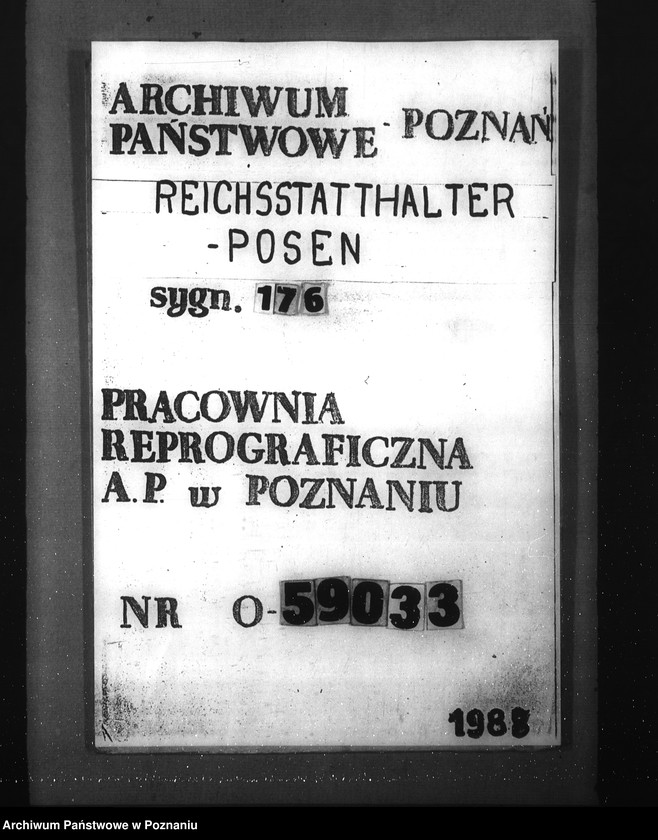 ARCHIWUM
PAŃSTWOWE - POZNAŃ
REICHSSTATTHALTER
-POSEN
sygn. 176
PRACOWNIA
REPROGRAFICZNA
A.P. w POZNANIU
NR O-59033
1988
Archiwum Państwowe w Poznaniu